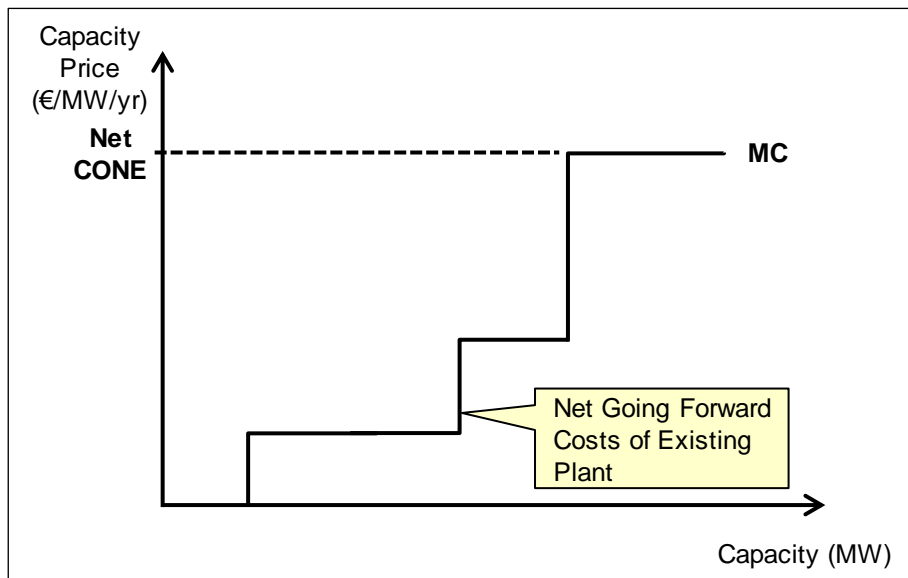 Capacity
Price
(€/MW/yr)
Net
CONE
MC
Net Going Forward
Costs of Existing
Plant
Capacity (MW)